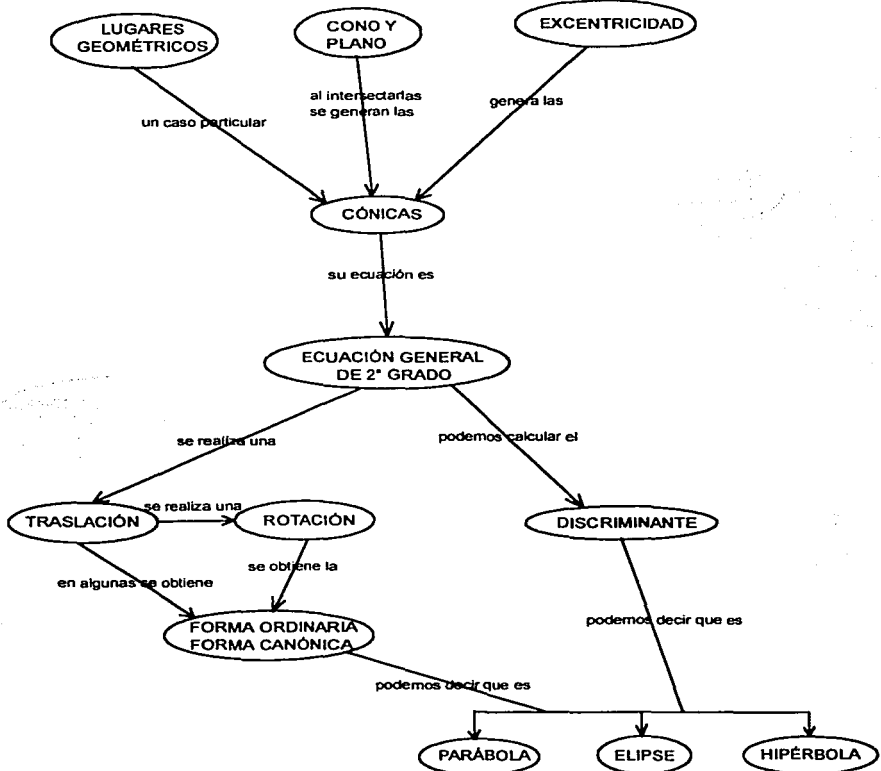 LUGARES
GEOMÉTRICOS
CONO Y
PLANO
EXCENTRICIDAD
un caso particular
al intersectarlas
se generan las
genera las
CÓNICAS
su ecuación es
ECUACIÓN GENERAL
DE 2° GRADO
se realiza una
podemos calcular el
TRASLACIÓN
se realiza una
ROTACIÓN
DISCRIMINANTE
en algunas se obtiene
se obtiene la
FORMA ORDINARIA
FORMA CANÓNICA
podemos decir que es
podemos decir que es
PARÁBOLA
ELIPSE
HIPÉRBOLA